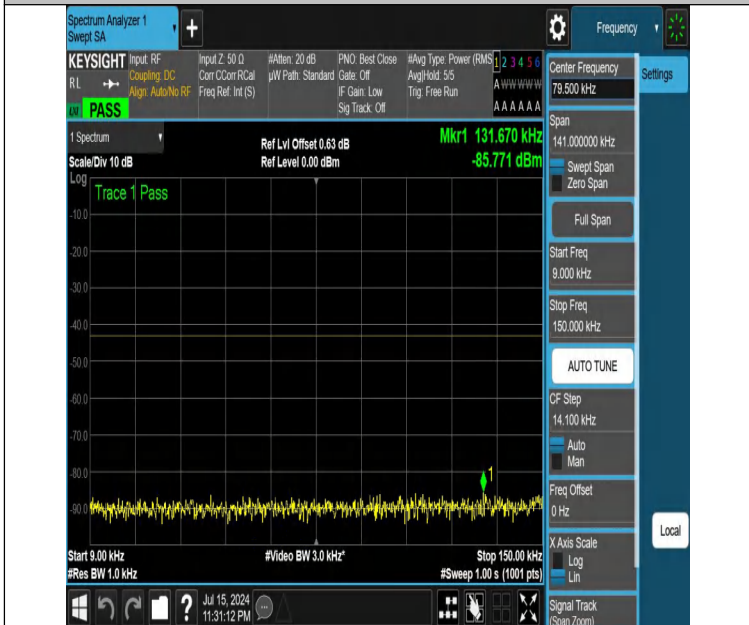 Spectrum Analyzer 1
Swept SA
+
Frequency
KEYSIGHT
RL
PASS
Input: RF
Coupling: DC
Align: Auto/No RF
Input Z: 50 Ω
Corr CCorr RCal
Freq Ref: Int (S)
#Atten: 20 dB
µW Path: Standard
PNO: Best Close
Gate: Off
IF Gain: Low
Sig Track: Off
#Avg Type: Power (RMS
Avg|Hold: 5/5
Trig: Free Run
1 2 3 4 5 6
A W W W W W
A A A A A A
1 Spectrum
Scale/Div 10 dB
Ref Lvl Offset 0.63 dB
Ref Level 0.00 dBm
Mkr1 131.670 kHz
-85.771 dBm
Log
Trace 1 Pass
-10.0
-20.0
-30.0
-40.0
-50.0
-60.0
-70.0
-80.0
-90.0
1
Start 9.00 kHz
#Res BW 1.0 kHz
#Video BW 3.0 kHz*
Stop 150.00 kHz
#Sweep 1.00 s (1001 pts)
Center Frequency
79.500 kHz
Settings
Span
141.000000 kHz
Swept Span
Zero Span
Full Span
Start Freq
9.000 kHz
Stop Freq
150.000 kHz
AUTO TUNE
CF Step
14.100 kHz
Auto
Man
Freq Offset
0 Hz
X Axis Scale
Log
Lin
Local
Signal Track
(Span Zoom)
?
Jul 15, 2024
11:31:12 PM